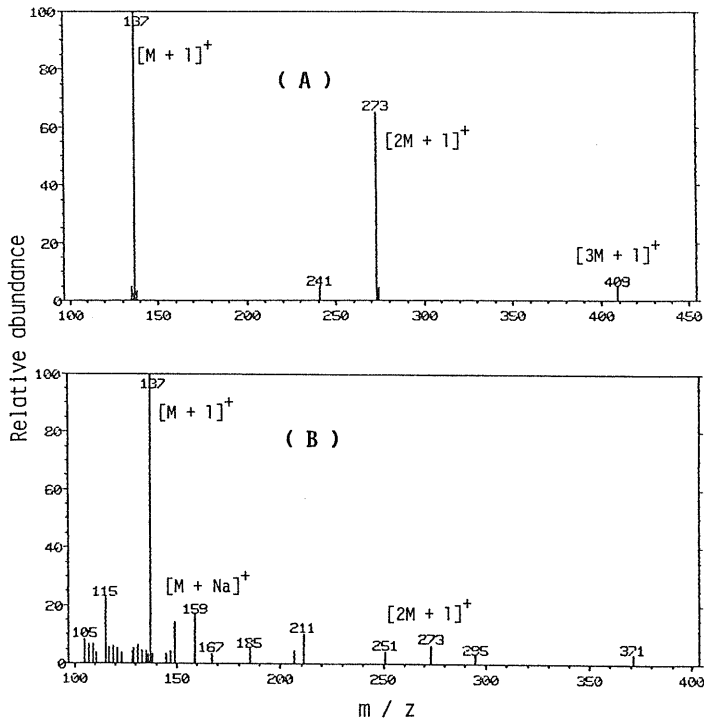 100
137
[M + 1]+
80
( A )
273
60
[2M + 1]+
40
20
[3M + 1]+
241
409
0
100 150 200 250 300 350 400 450
Relative abundance
100
137
[M + 1]+
80
( B )
60
40
[M + Na]+
115
159
[2M + 1]+
20
105
167
185
211
251
273
295
371
0
100 150 200 250 300 350 400
m / z